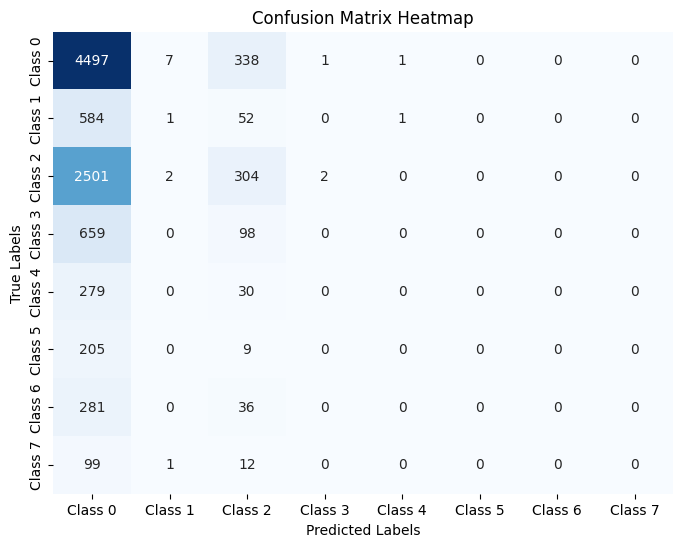 Confusion Matrix Heatmap
True Labels
Class 0 4497 7 338 1 1 0 0 0
Class 1 584 1 52 0 1 0 0 0
Class 2 2501 2 304 2 0 0 0 0
Class 3 659 0 98 0 0 0 0 0
Class 4 279 0 30 0 0 0 0 0
Class 5 205 0 9 0 0 0 0 0
Class 6 281 0 36 0 0 0 0 0
Class 7 99 1 12 0 0 0 0 0
Class 0 Class 1 Class 2 Class 3 Class 4 Class 5 Class 6 Class 7
Predicted Labels